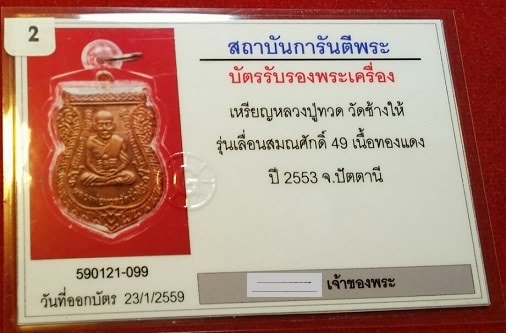 2
สถาบันการันตีพระ
บัตรรับรองพระเครื่อง
เหรียญหลวงปู่ทวด วัดช้างให้
รุ่นเลื่อนสมณศักดิ์ 49 เนื้อทองแดง
ปี 2553 จ.ปัตตานี
590121-099
วันที่ออกบัตร 23/1/2559
เจ้าของพระ